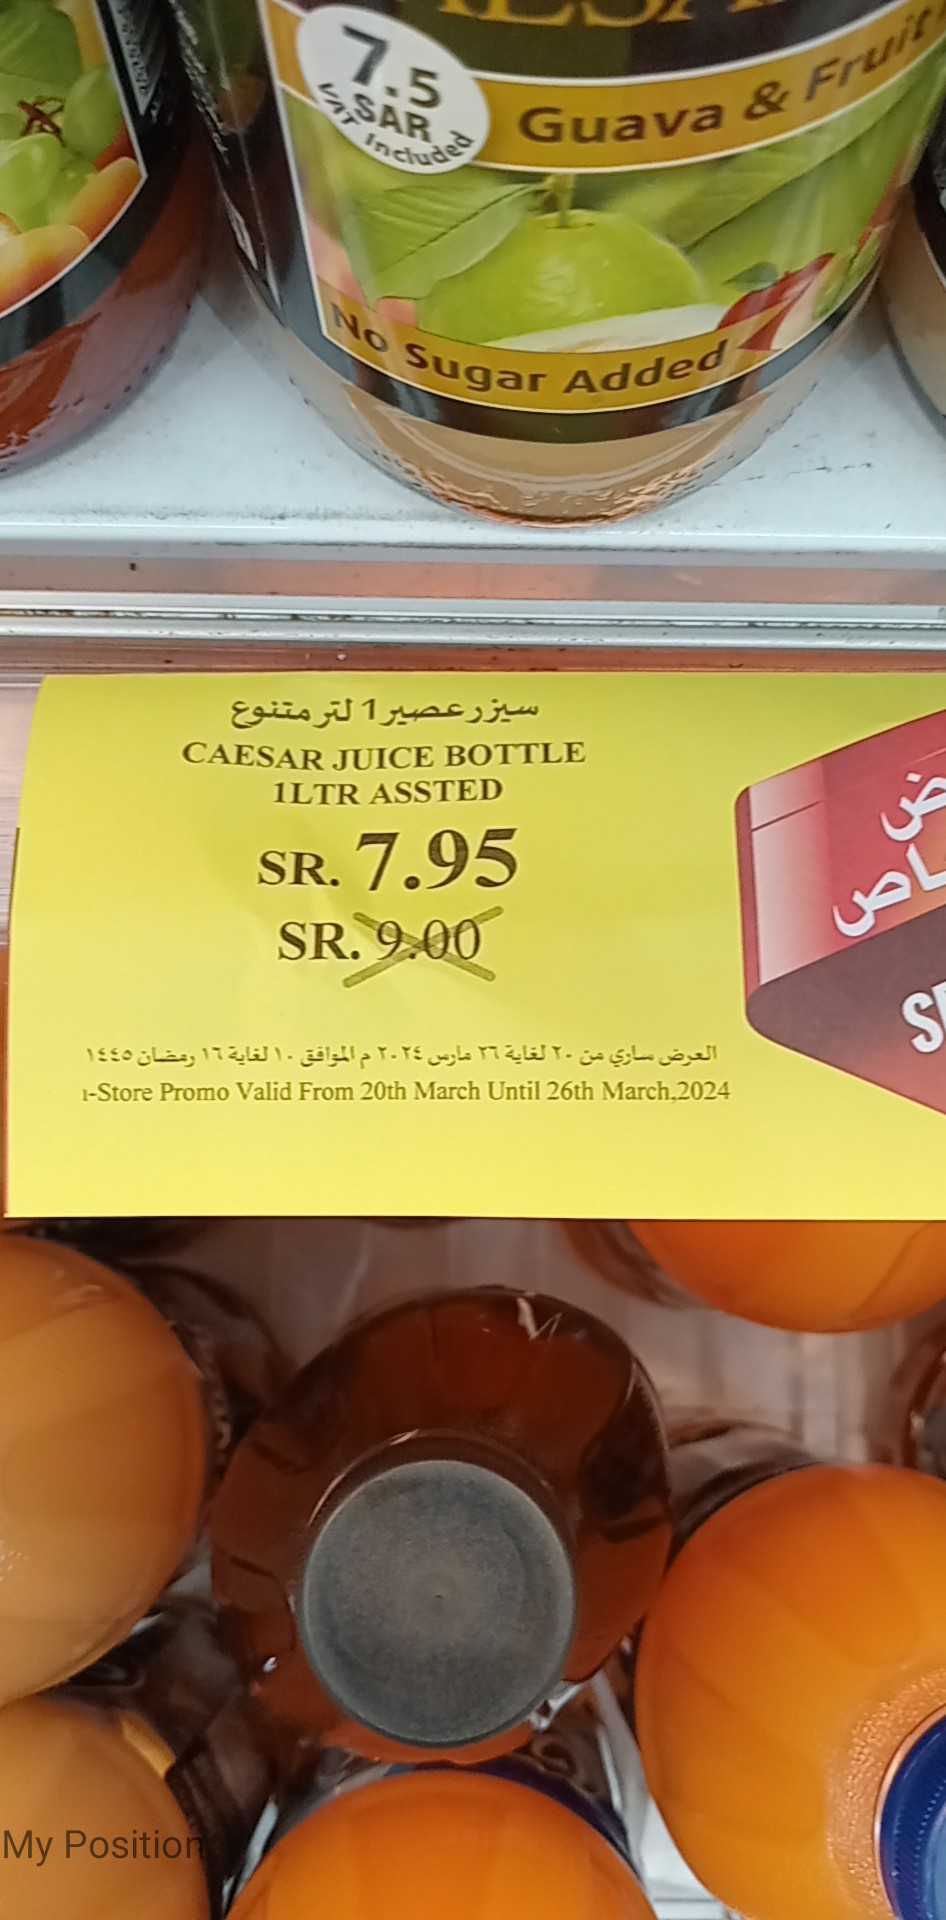 7.5
SAR
VAT Included
Guava & Fruit
No Sugar Added
سيزر عصير 1 لتر متنوع
CAESAR JUICE BOTTLE
1LTR ASSTED
SR. 7.95
SR. 9.00
العرض ساري من ٢٠ لغاية ٢٦ مارس ٢٠٢٤ م الموافق ١٠ لغاية ١٦ رمضان ١٤٤٥
-Store Promo Valid From 20th March Until 26th March,2024
My Position